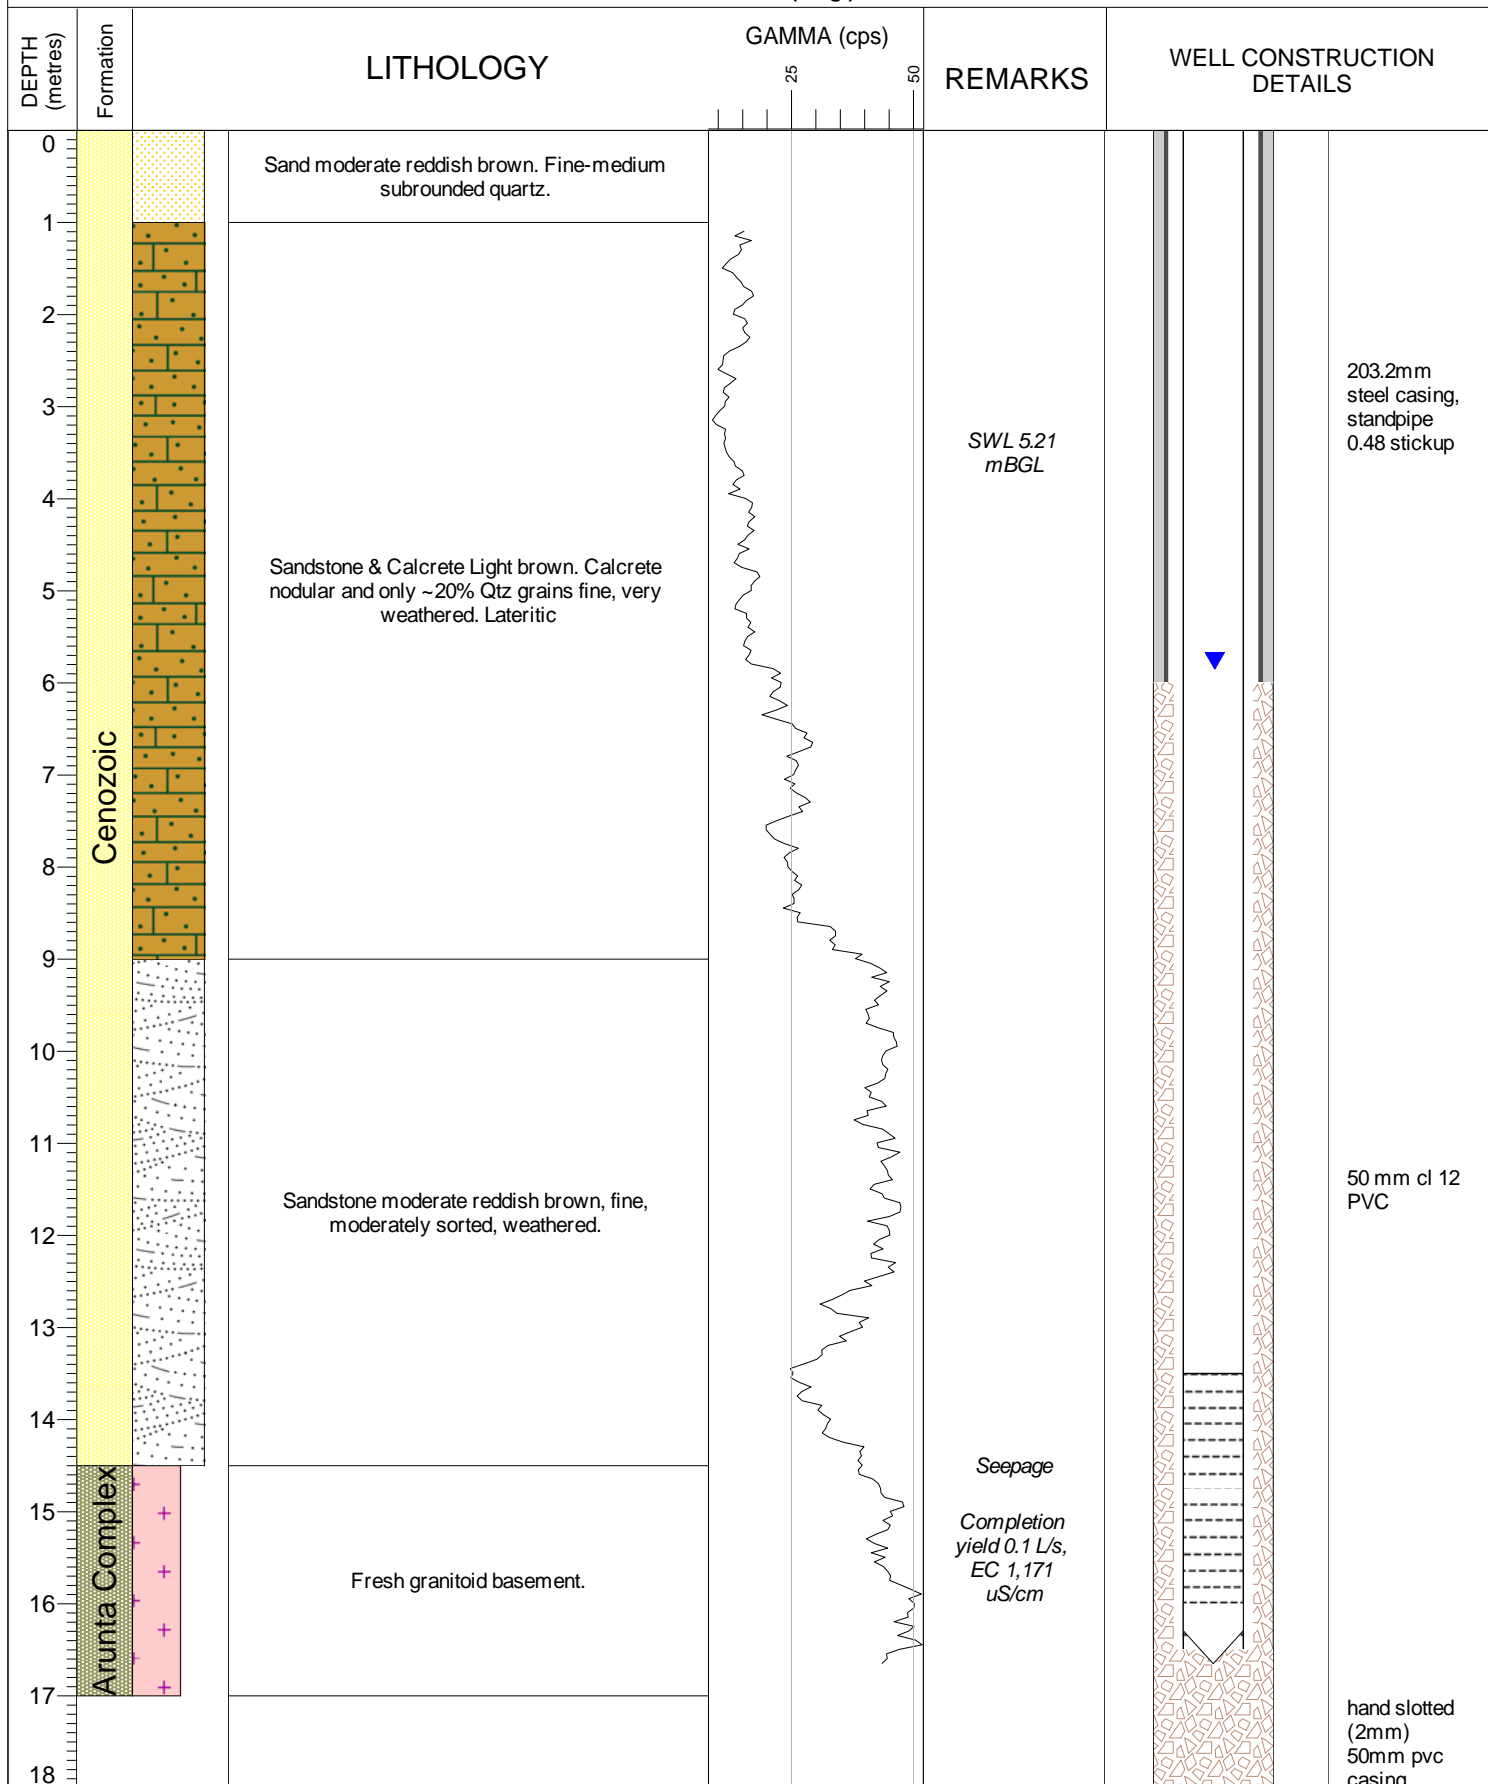 DEPTH
(metres)
Formation
LITHOLOGY
GAMMA (cps)
25
50
REMARKS
WELL CONSTRUCTION
DETAILS
0
1
2
3
4
5
6
7
8
9
10
11
12
13
14
15
16
17
18
Cenozoic
Arunta Complex
Sand moderate reddish brown. Fine-medium
subrounded quartz.
Sandstone & Calcrete Light brown. Calcrete
nodular and only ~20% Qtz grains fine, very
weathered. Lateritic
Sandstone moderate reddish brown, fine,
moderately sorted, weathered.
Fresh granitoid basement.
SWL 5.21
mBGL
Seepage
Completion
yield 0.1 L/s,
EC 1,171
uS/cm
203.2mm
steel casing,
standpipe
0.48 stickup
50 mm cl 12
PVC
hand slotted
(2mm)
50mm pvc
casing